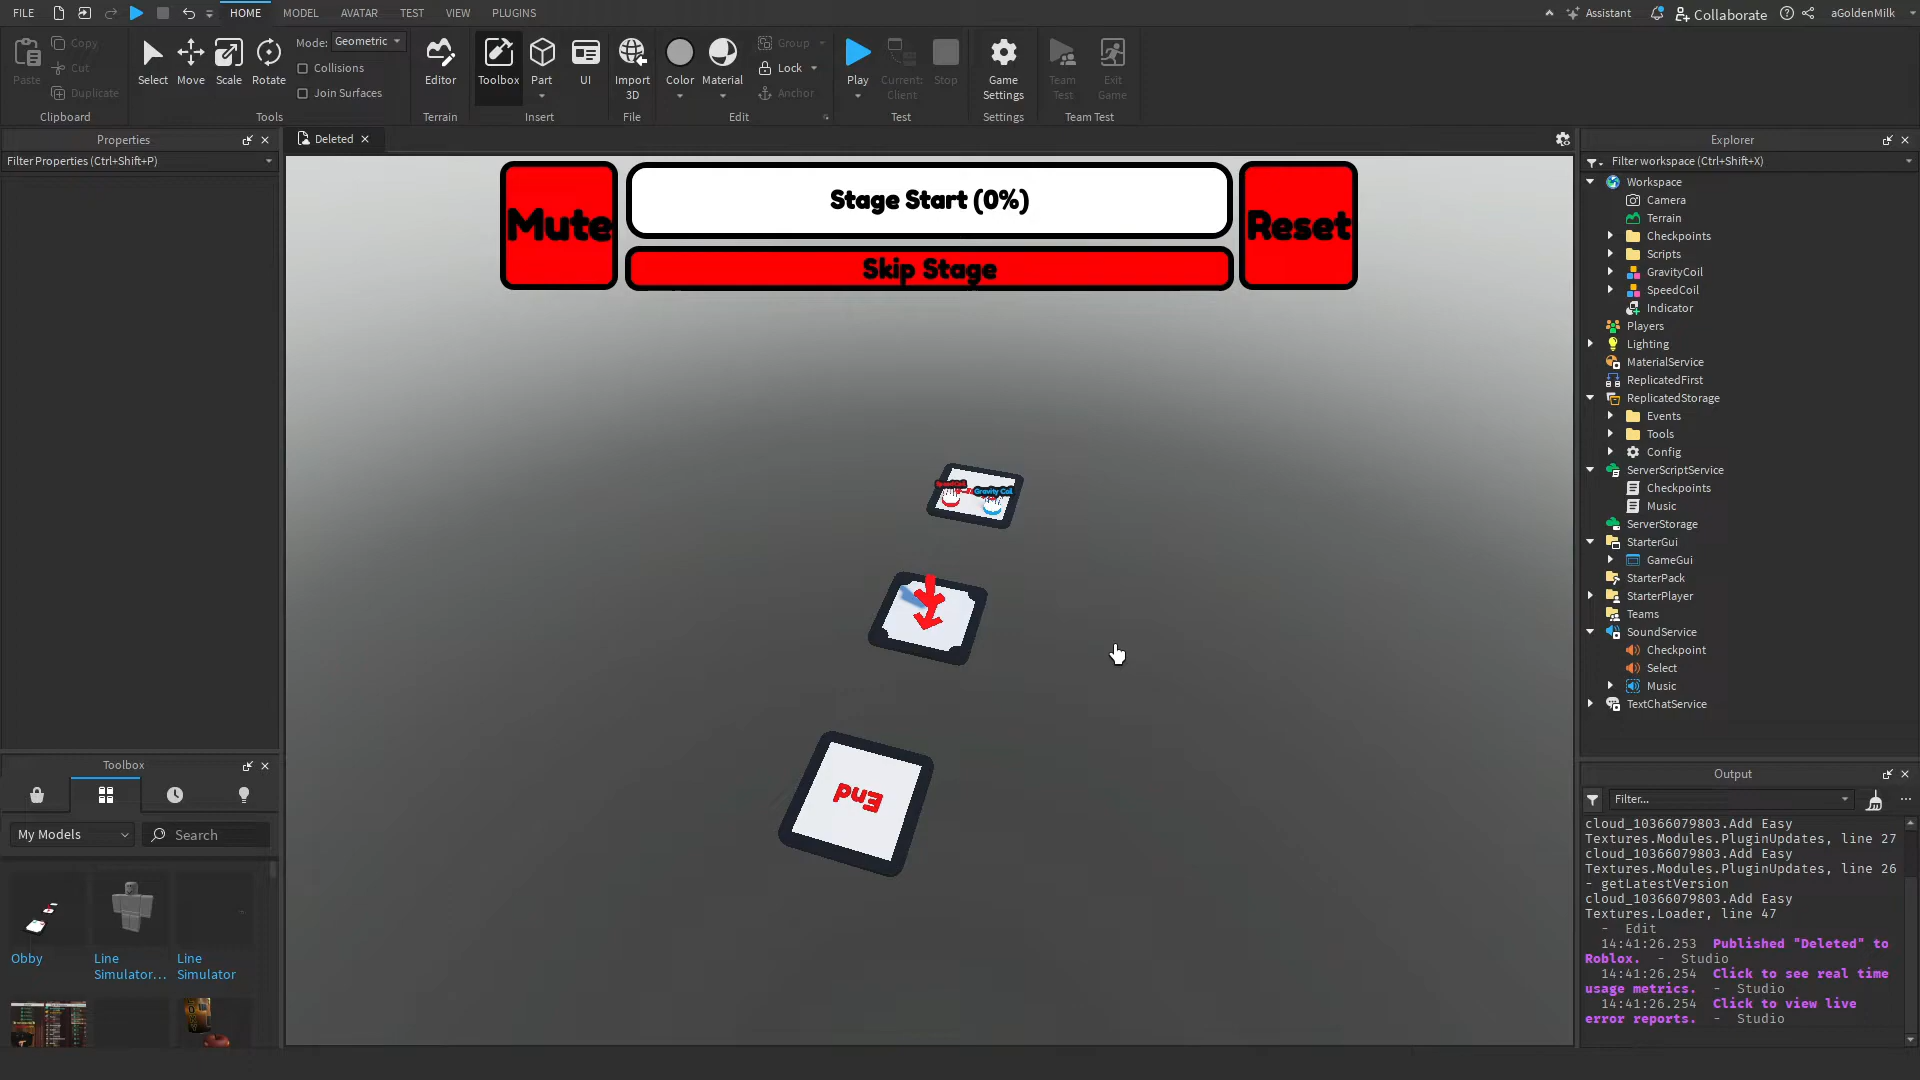 FILE
HOME
MODEL
AVATAR
TEST
VIEW
PLUGINS
Assistant
Collaborate
aGoldenMilk
Paste
Copy
Cut
Duplicate
Clipboard
Select
Move
Scale
Rotate
Mode:
Geometric
Collisions
Join Surfaces
Tools
Editor
Terrain
Toolbox
Part
UI
Insert
Import
3D
File
Color
Material
Group
Lock
Anchor
Edit
Play
Current:
Client
Stop
Test
Game
Settings
Settings
Team
Test
Exit
Game
Team Test
Properties
Filter Properties (Ctrl+Shift+P)
Deleted
Mute
Stage Start (0%)
Skip Stage
Reset
Gravity Coil
End
Toolbox
My Models
Search
Obby
Line
Simulator...
Line
Simulator
Explorer
Filter workspace (Ctrl+Shift+X)
Workspace
Camera
Terrain
Checkpoints
Scripts
GravityCoil
SpeedCoil
Indicator
Players
Lighting
MaterialService
ReplicatedFirst
ReplicatedStorage
Events
Tools
Config
ServerScriptService
Checkpoints
Music
ServerStorage
StarterGui
GameGui
StarterPack
StarterPlayer
Teams
SoundService
Checkpoint
Select
Music
TextChatService
Output
Filter...
cloud_10366079803.Add Easy
Textures.Modules.PluginUpdates, line 27
cloud_10366079803.Add Easy
Textures.Modules.PluginUpdates, line 26
- getLatestVersion
cloud_10366079803.Add Easy
Textures.Loader, line 47
- Edit
14:41:26.253 Published "Deleted" to
Roblox. - Studio
14:41:26.254 Click to see real time
usage metrics. - Studio
14:41:26.254 Click to view live
error reports. - Studio